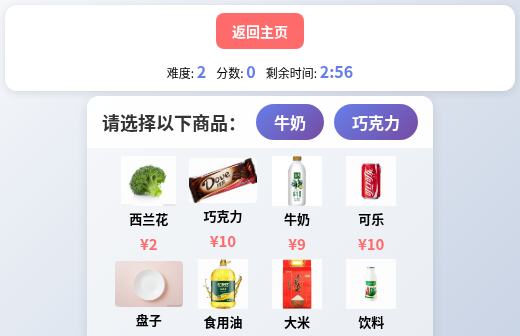 返回主页
难度: 2 分数: 0 剩余时间: 2:56
请选择以下商品： 牛奶 巧克力
西兰花 巧克力 牛奶 可乐
¥2 ¥10 ¥9 ¥10
盘子 食用油 大米 饮料
Dove